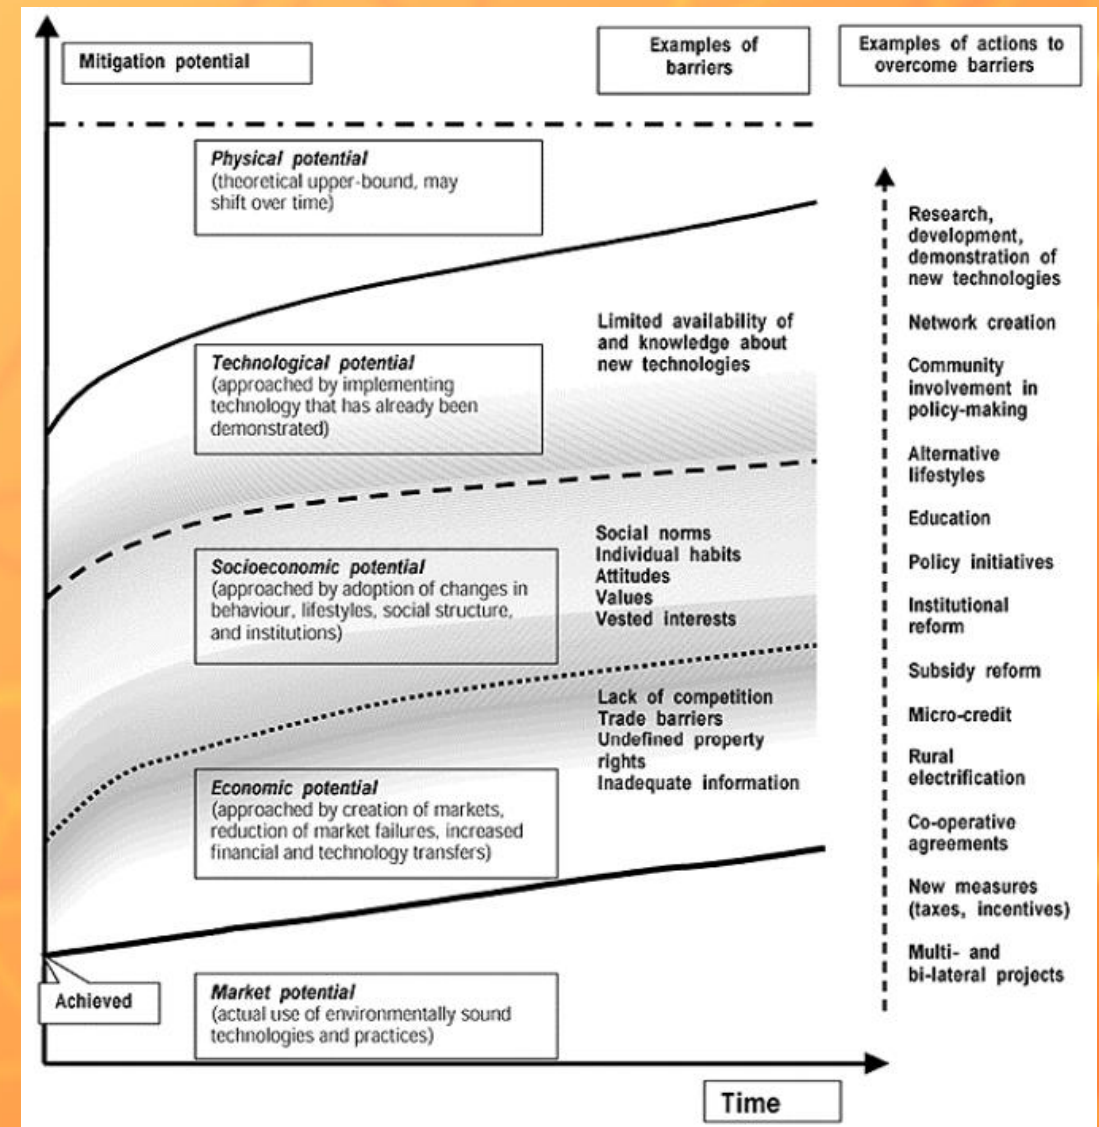 Mitigation potential
Examples of
barriers
Examples of actions to
overcome barriers
Physical potential
(theoretical upper-bound, may
shift over time)
Technological potential
(approached by implementing
technology that has already been
demonstrated)
Socioeconomic potential
(approached by adoption of changes in
behaviour, lifestyles, social structure,
and institutions)
Economic potential
(approached by creation of markets,
reduction of market failures, increased
financial and technology transfers)
Achieved
Market potential
(actual use of environmentally sound
technologies and practices)
Limited availability of
and knowledge about
new technologies
Social norms
Individual habits
Attitudes
Values
Vested interests
Lack of competition
Trade barriers
Undefined property
rights
Inadequate information
Research,
development,
demonstration of
new technologies
Network creation
Community
involvement in
policy-making
Alternative
lifestyles
Education
Policy initiatives
Institutional
reform
Subsidy reform
Micro-credit
Rural
electrification
Co-operative
agreements
New measures
(taxes, incentives)
Multi- and
bi-lateral projects
Time